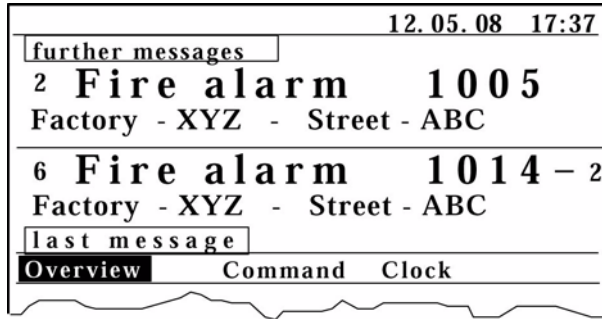 12. 05. 08 17:37
further messages
2 Fire alarm 1005
Factory - XYZ - Street - ABC
6 Fire alarm 1014 – 2
Factory - XYZ - Street - ABC
last message
Overview Command Clock